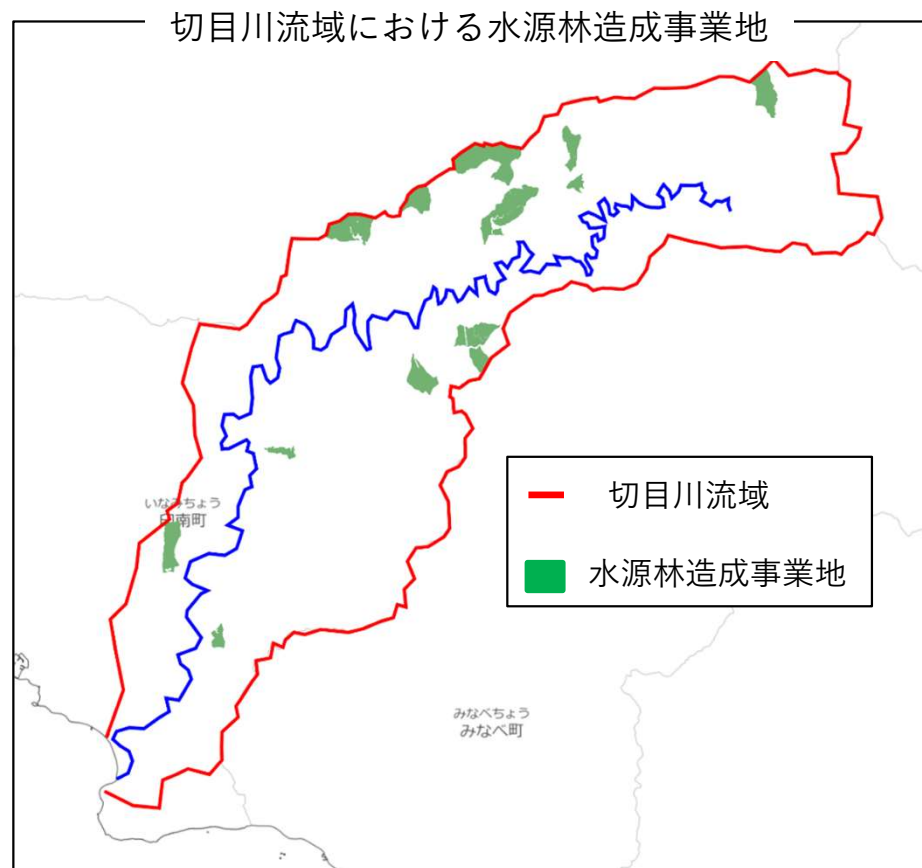 切目川流域における水源林造成事業地
いなみちょう
印南町
切目川流域
水源林造成事業地
みなべちょう
みなべ町